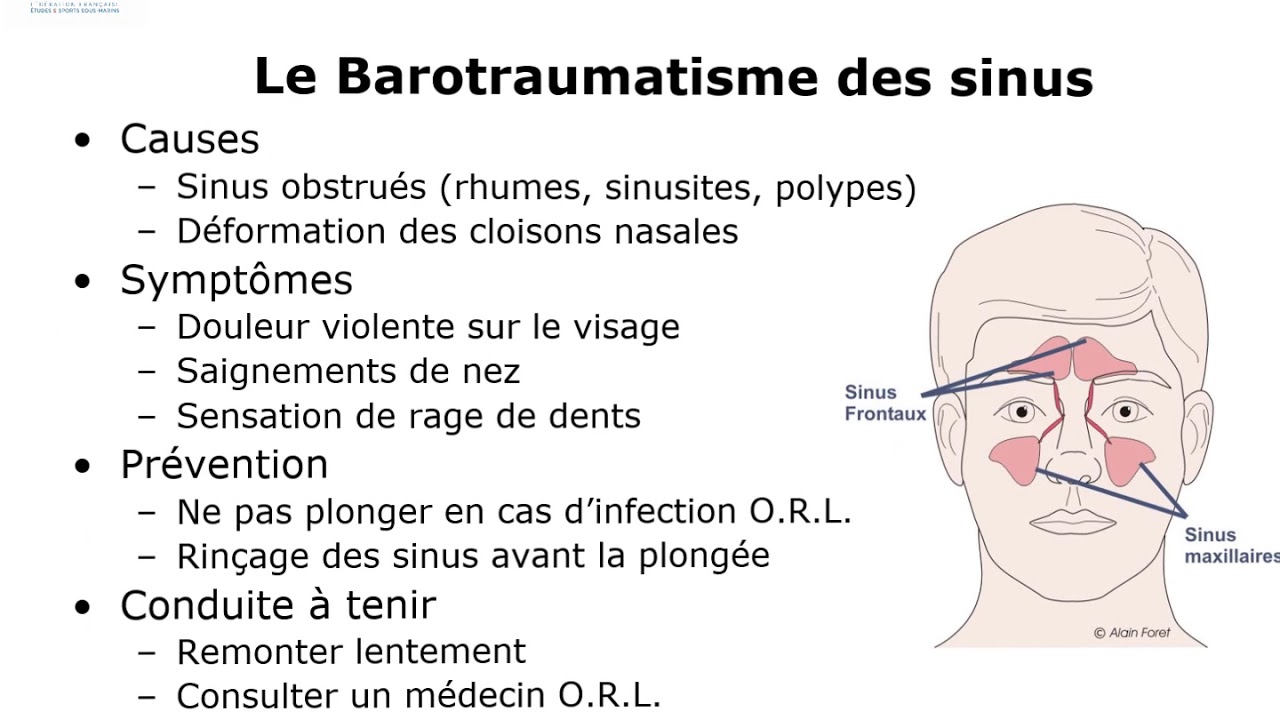 ÉTUDES & SPORTS SOUS-MARINS
Le Barotraumatisme des sinus
• Causes
– Sinus obstrués (rhumes, sinusites, polypes)
– Déformation des cloisons nasales
• Symptômes
– Douleur violente sur le visage
– Saignements de nez
– Sensation de rage de dents
• Prévention
– Ne pas plonger en cas d’infection O.R.L.
– Rinçage des sinus avant la plongée
• Conduite à tenir
– Remonter lentement
– Consulter un médecin O.R.L.
Sinus
Frontaux
Sinus
maxillaires
© Alain Foret